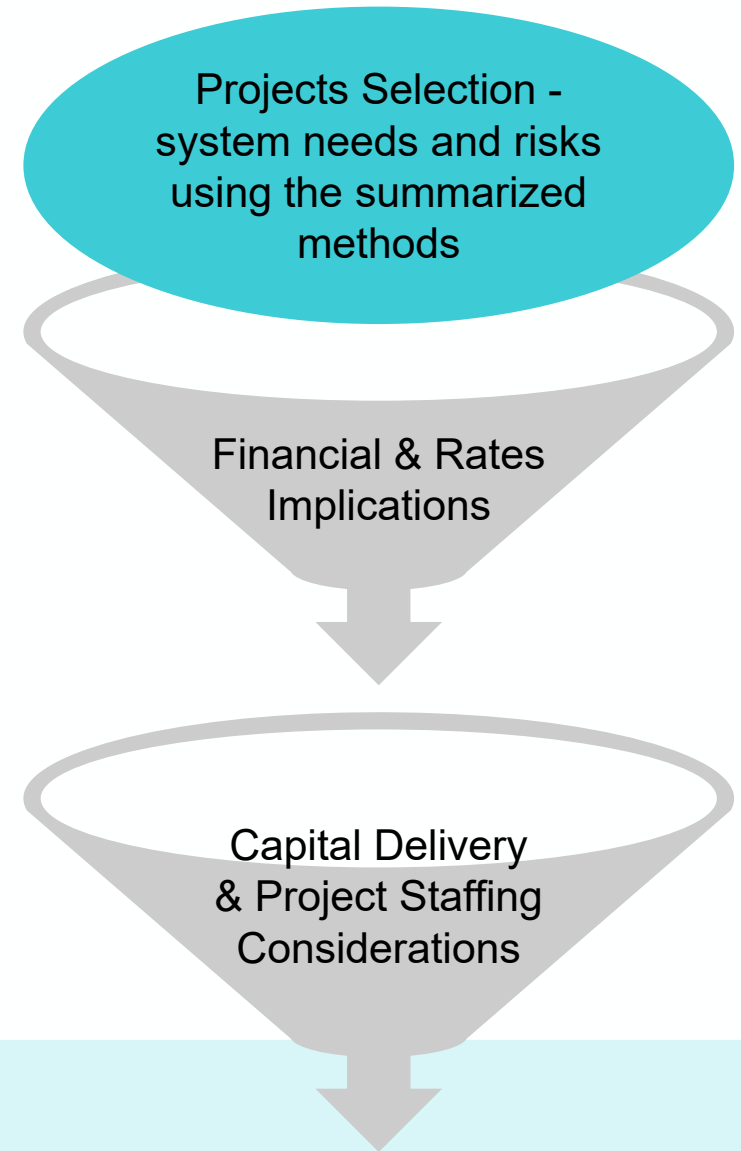 Projects Selection -
system needs and risks
using the summarized
methods
Financial & Rates
Implications
Capital Delivery
& Project Staffing
Considerations